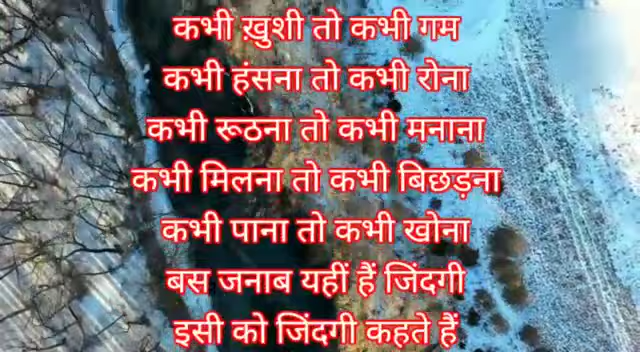 कभी ख़ुशी तो कभी गम
कभी हंसना तो कभी रोना
कभी रूठना तो कभी मनाना
कभी मिलना तो कभी बिछड़ना
कभी पाना तो कभी खोना
बस जनाब यहीं हैं जिंदगी
इसी को जिंदगी कहते हैं